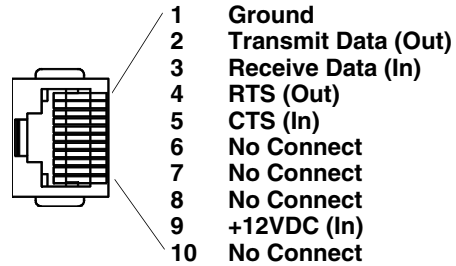 1 Ground
2 Transmit Data (Out)
3 Receive Data (In)
4 RTS (Out)
5 CTS (In)
6 No Connect
7 No Connect
8 No Connect
9 +12VDC (In)
10 No Connect